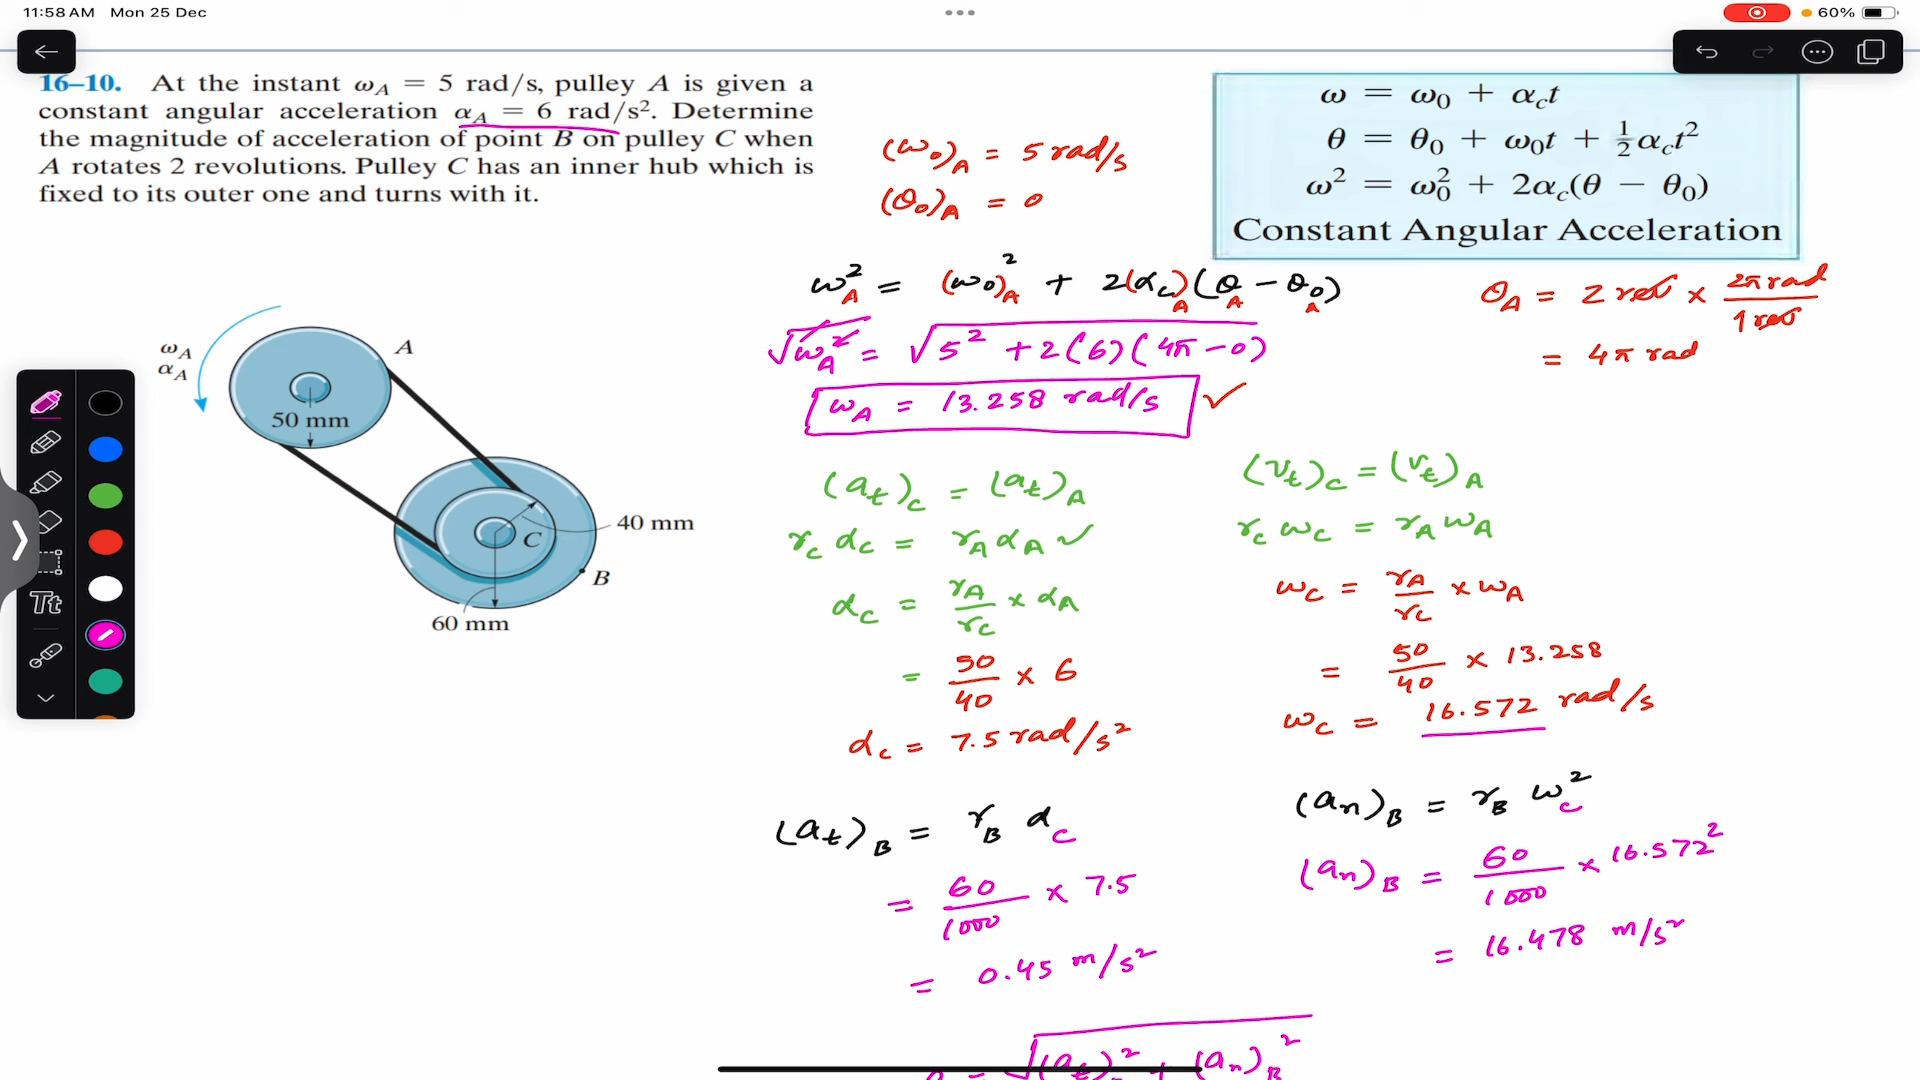 11:58 AM Mon 25 Dec
60%
16–10. At the instant ωA = 5 rad/s, pulley A is given a
constant angular acceleration αA = 6 rad/s². Determine
the magnitude of acceleration of point B on pulley C when
A rotates 2 revolutions. Pulley C has an inner hub which is
fixed to its outer one and turns with it.
ω = ω0 + αct
θ = θ0 + ω0t + ½αct²
ω² = ω0² + 2αc(θ − θ0)
Constant Angular Acceleration
(ω0)A = 5 rad/s
(θ0)A = 0
ωA² = (ω0)A² + 2(αc)A(θA − θ0A)
θA = 2 rev × 2π rad / 1 rev
= 4π rad
√ωA² = √5² + 2(6)(4π − 0)
ωA = 13.258 rad/s ✓
ωA
αA
A
50 mm
40 mm
C
B
60 mm
Tt
(at)C = (at)A
rC αC = rA αA ✓
αC = rA/rC × αA
= 50/40 × 6
αC = 7.5 rad/s²
(vt)C = (vt)A
rC ωC = rA ωA
ωC = rA/rC × ωA
= 50/40 × 13.258
ωC = 16.572 rad/s
(at)B = rB αC
= 60/1000 × 7.5
= 0.45 m/s²
(an)B = rB ωC²
(an)B = 60/1000 × 16.572²
= 16.478 m/s²